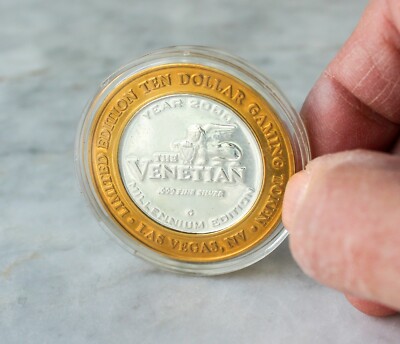 LIMITED EDITION TEN DOLLAR GAMING TOKEN
• LAS VEGAS, NV •
YEAR 2000
THE
VENETIAN
.999 FINE SILVER
G
MILLENNIUM EDITION